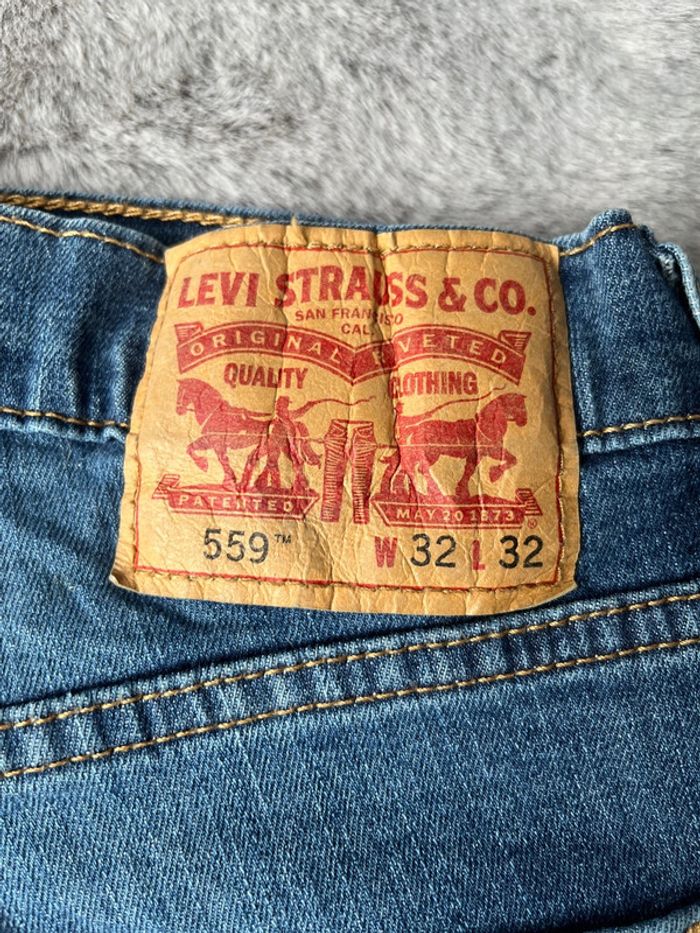 LEVI STRAUSS & CO.
SAN FRANCISCO
CAL
ORIGINAL RIVETED
QUALITY CLOTHING
PATENTED MAY 20 1873 ®
559™ W 32 L 32